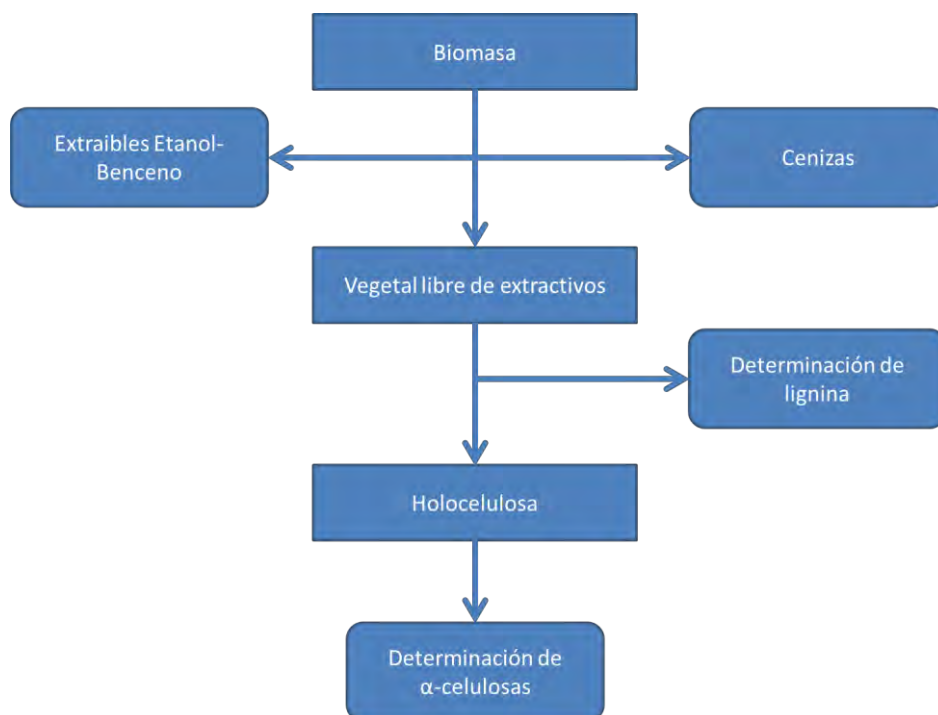 Biomasa
Extraibles Etanol-
Benceno
Cenizas
Vegetal libre de extractivos
Determinación de
lignina
Holocelulosa
Determinación de
α-celulosas